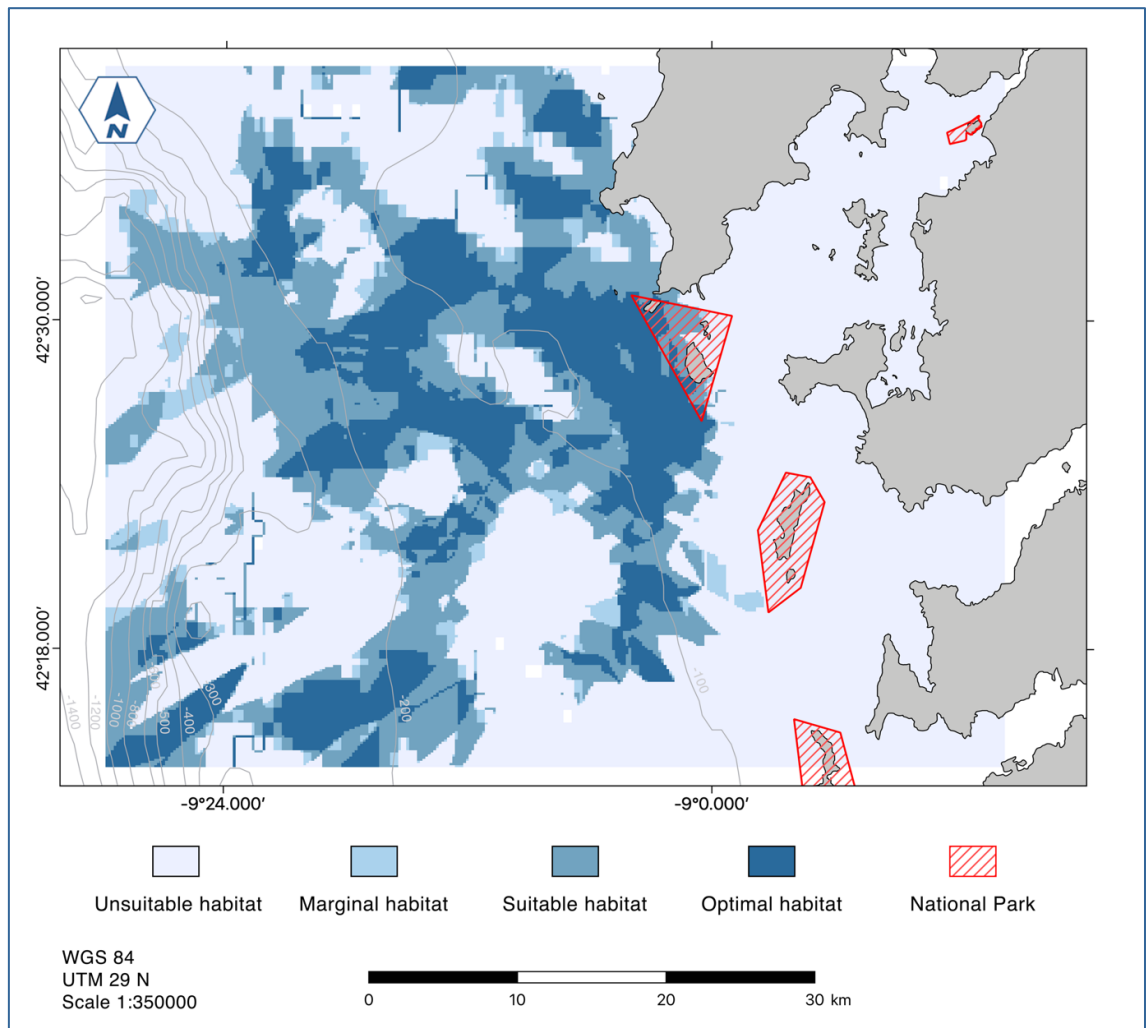 N
42°30.000'
42°18.000'
-1400
-1200
-1000
-500
-400
300
-200
-100
-9°24.000'
-9°0.000'
Unsuitable habitat
Marginal habitat
Suitable habitat
Optimal habitat
National Park
WGS 84
UTM 29 N
Scale 1:350000
0
10
20
30 km